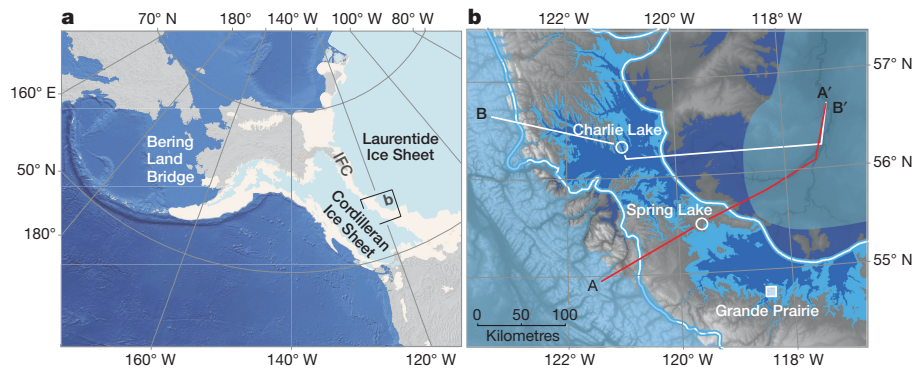 a
70° N 180° 140° W 100° W 80° W
160° E
50° N
180°
160° W 140° W 120° W
Bering
Land
Bridge
IFC
Laurentide
Ice Sheet
Cordilleran
Ice Sheet
b
b
122° W 120° W 118° W
57° N
56° N
55° N
122° W 120° W 118° W
B
Charlie Lake
A′
B′
Spring Lake
A
Grande Prairie
0 50 100
Kilometres